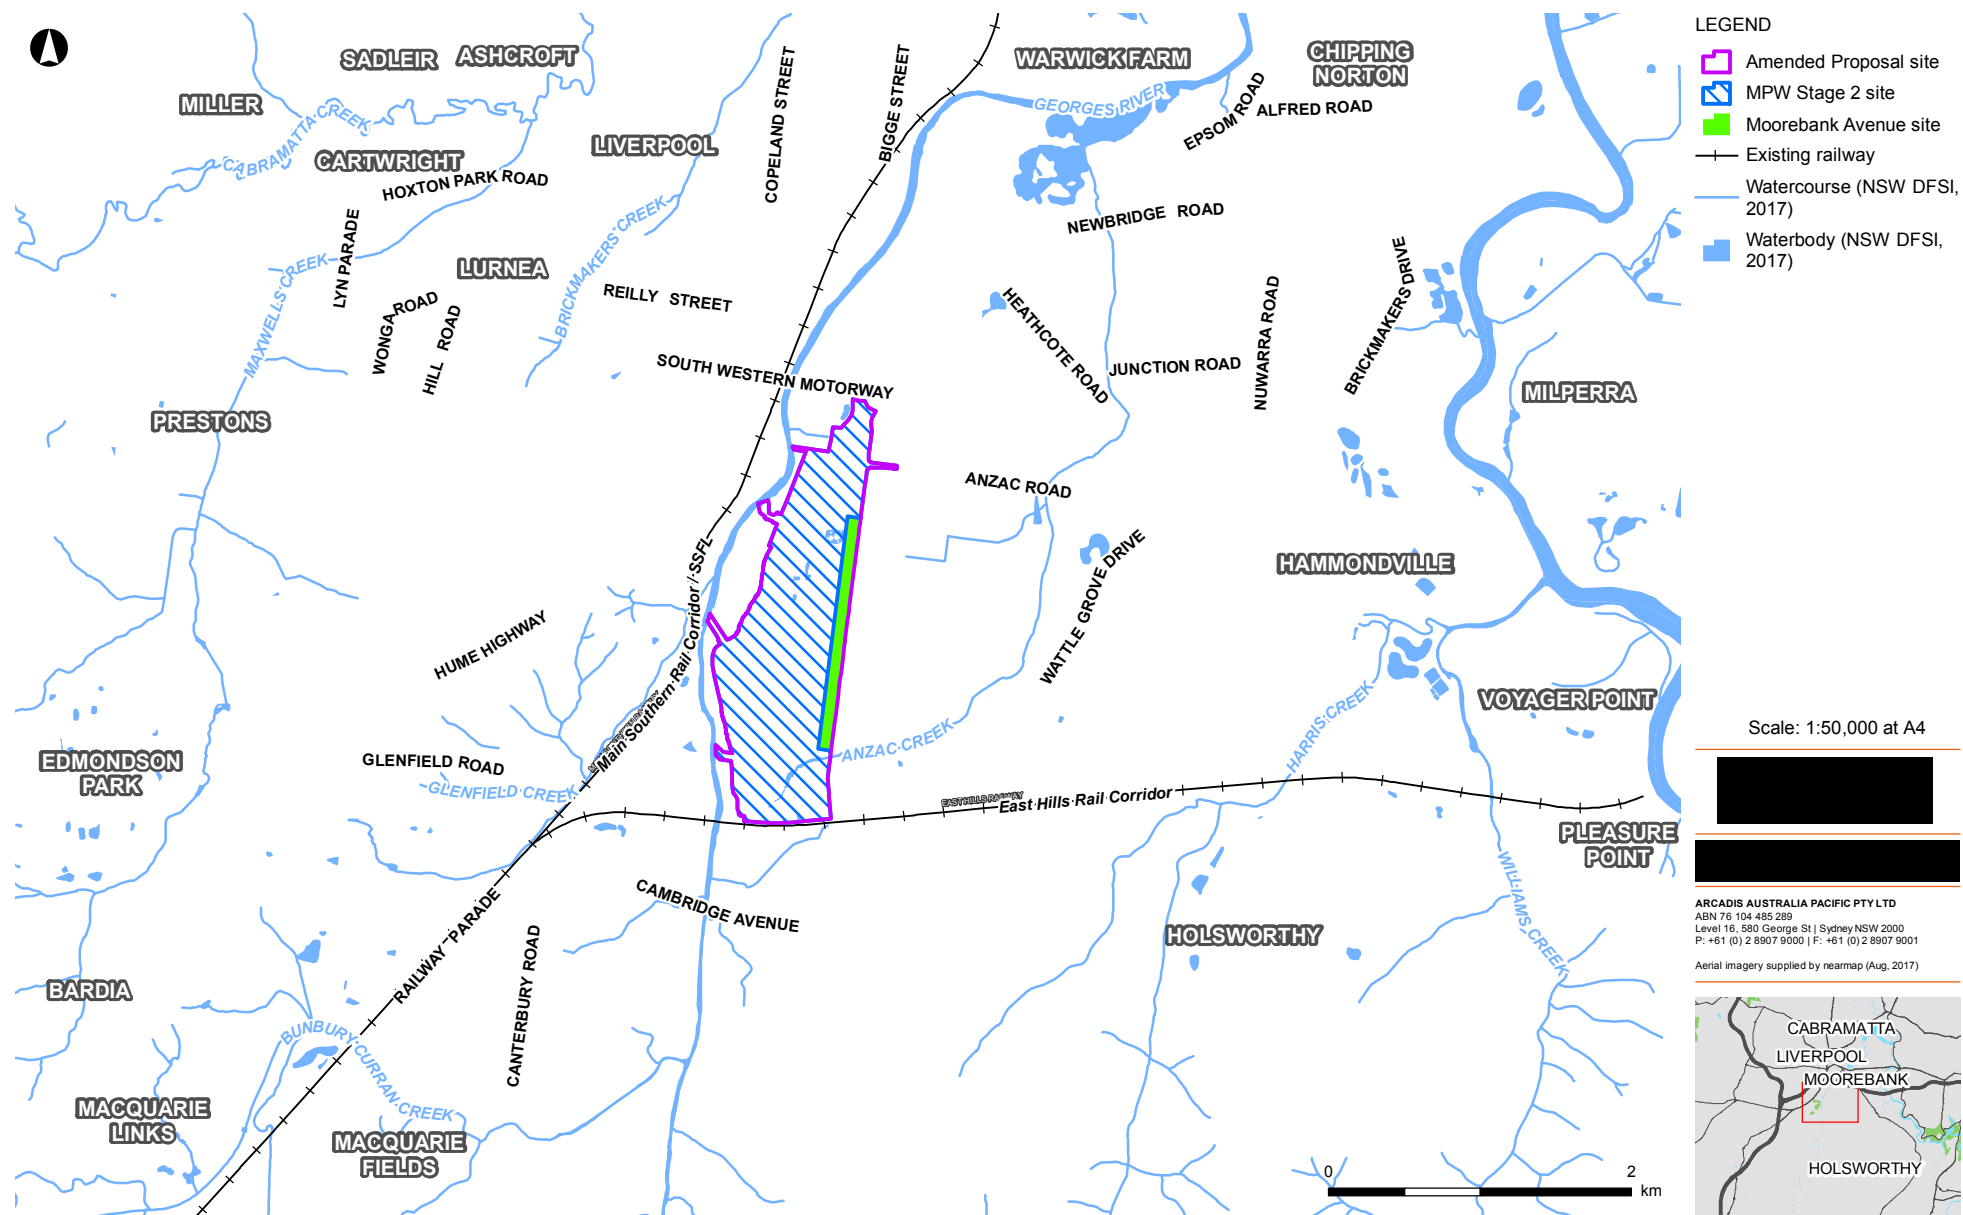 SADLEIR
ASHCROFT
MILLER
CABRAMATTA CREEK
CARTWRIGHT
HOXTON PARK ROAD
LIVERPOOL
COPELAND STREET
BIGGE STREET
WARWICK FARM
GEORGES RIVER
CHIPPING
NORTON
EPSOM ROAD
ALFRED ROAD
NEWBRIDGE ROAD
LYN PARADE
MAXWELLS CREEK
LURNEA
WONGA ROAD
HILL ROAD
BRICKMAKERS CREEK
REILLY STREET
SOUTH WESTERN MOTORWAY
HEATHCOTE ROAD
JUNCTION ROAD
NUWARRA ROAD
BRICKMAKERS DRIVE
MILPERRA
PRESTONS
ANZAC ROAD
WATTLE GROVE DRIVE
HAMMONDVILLE
HUME HIGHWAY
Main Southern Rail Corridor / SSFL
VOYAGER POINT
HARRIS CREEK
ANZAC CREEK
EDMONDSON
PARK
GLENFIELD ROAD
GLENFIELD CREEK
EAST HILLS RAILWAY
East Hills Rail Corridor
PLEASURE
POINT
WILLIAMS CREEK
CAMBRIDGE AVENUE
RAILWAY PARADE
CANTERBURY ROAD
HOLSWORTHY
BARDIA
BUNBURY CURRAN CREEK
MACQUARIE
LINKS
MACQUARIE
FIELDS
0 2
km
LEGEND
Amended Proposal site
MPW Stage 2 site
Moorebank Avenue site
Existing railway
Watercourse (NSW DFSI,
2017)
Waterbody (NSW DFSI,
2017)
Scale: 1:50,000 at A4
ARCADIS AUSTRALIA PACIFIC PTY LTD
ABN 76 104 485 289
Level 16, 580 George St | Sydney NSW 2000
P: +61 (0) 2 8907 9000 | F: +61 (0) 2 8907 9001
Aerial imagery supplied by nearmap (Aug, 2017)
CABRAMATTA
LIVERPOOL
MOOREBANK
HOLSWORTHY